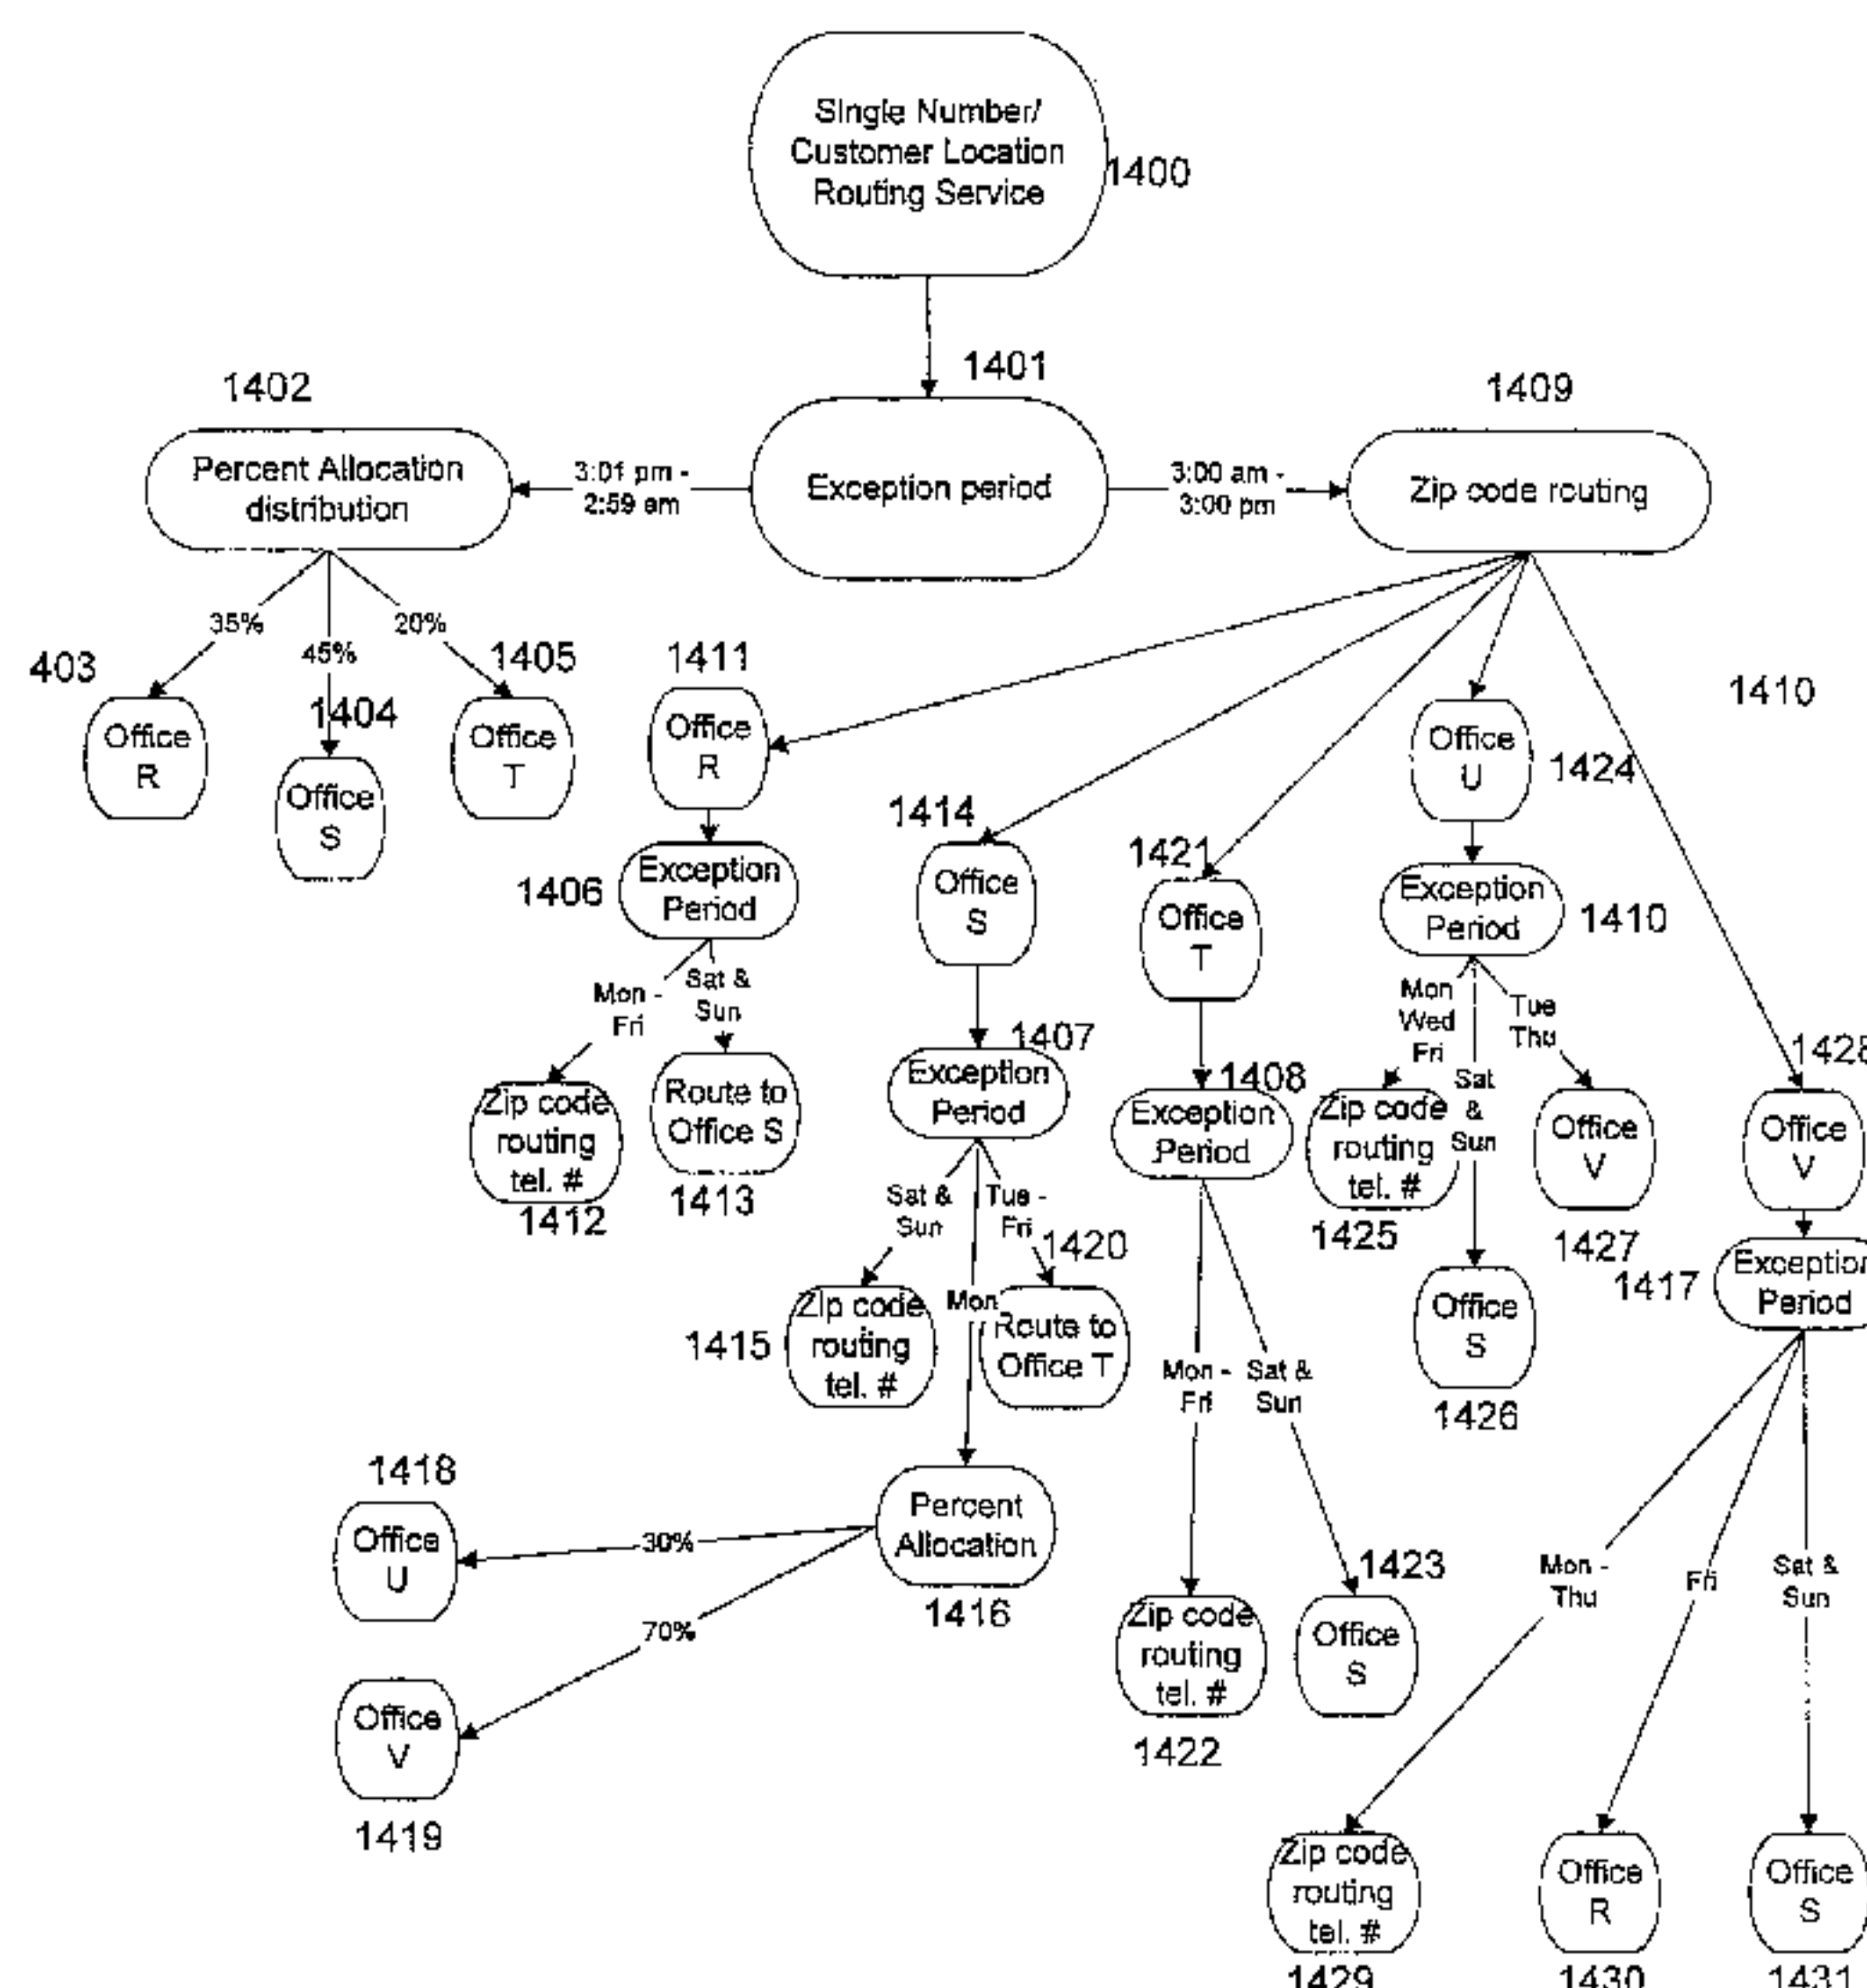 Single Number/
Customer Location
Routing Service
1400
1401
1402
1409
Percent Allocation
distribution
3:01 pm -
2:59 am
Exception period
3:00 am -
3:00 pm
Zip code routing
35%
45%
20%
403
1404
1405
1411
1410
Office
R
Office
S
Office
T
Office
R
Office
U
1424
1414
1421
1406
Exception
Period
Office
S
Office
T
Exception
Period
1410
Mon -
Fri
Sat &
Sun
Mon
Wed
Fri
Sat
&
Sun
Tue
Thu
1407
1408
1428
Zip code
routing
tel. #
1412
Route to
Office S
1413
Exception
Period
Exception
Period
Zip code
routing
tel. #
1425
Office
V
1427
Office
V
Sat &
Sun
Tue -
Fri
1420
Mon
1417
Exception
Period
Office
S
1426
1415
Zip code
routing
tel. #
Route to
Office T
Mon -
Fri
Sat &
Sun
1418
Office
U
30%
70%
Percent
Allocation
1416
1423
Mon -
Thu
Fri
Sat &
Sun
Office
V
1419
Zip code
routing
tel. #
1422
Office
S
Zip code
routing
tel. #
1429
Office
R
1430
Office
S
1431